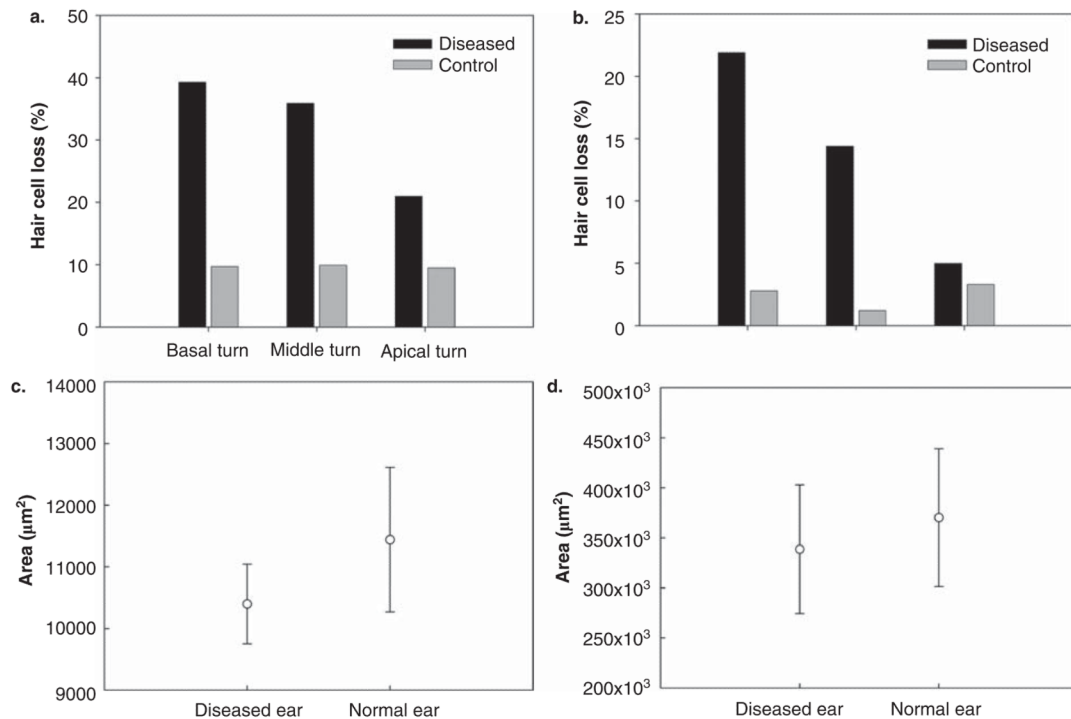 a.
50
40
30
20
10
0
Hair cell loss (%)
Diseased
Control
Basal turn Middle turn Apical turn
b.
25
20
15
10
5
0
Hair cell loss (%)
Diseased
Control
c.
14000
13000
12000
11000
10000
9000
Area (μm²)
Diseased ear Normal ear
d.
500x10³
450x10³
400x10³
350x10³
300x10³
250x10³
200x10³
Area (μm²)
Diseased ear Normal ear